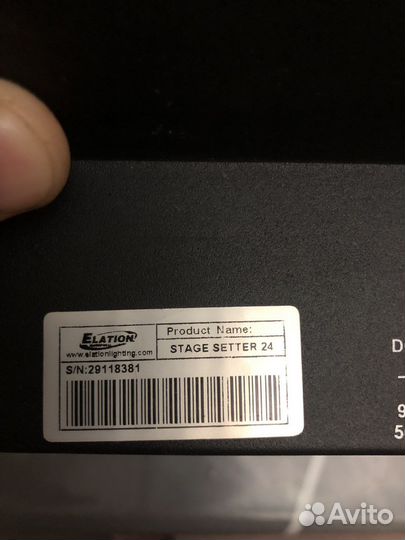 ELATION
www.elationlighting.com
Product Name:
STAGE SETTER 24
S/N:29118381
D
9
5
Avito